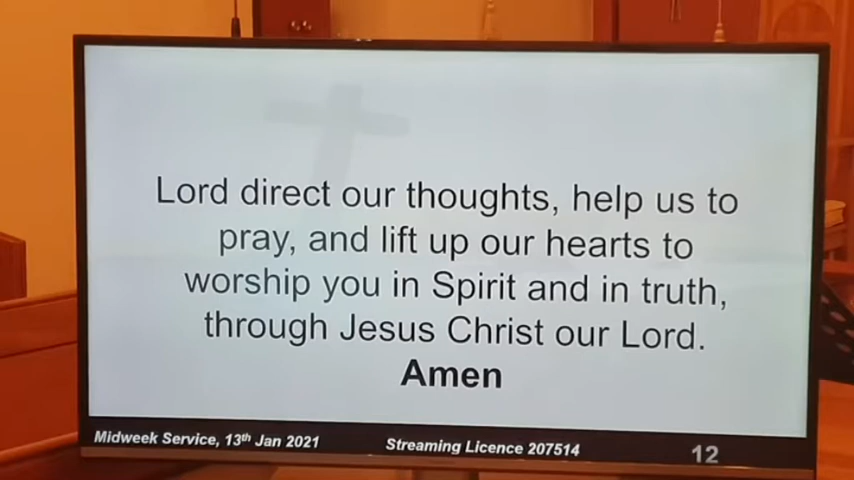 Lord direct our thoughts, help us to
pray, and lift up our hearts to
worship you in Spirit and in truth,
through Jesus Christ our Lord.
Amen
Midweek Service, 13th Jan 2021 Streaming Licence 207514 12